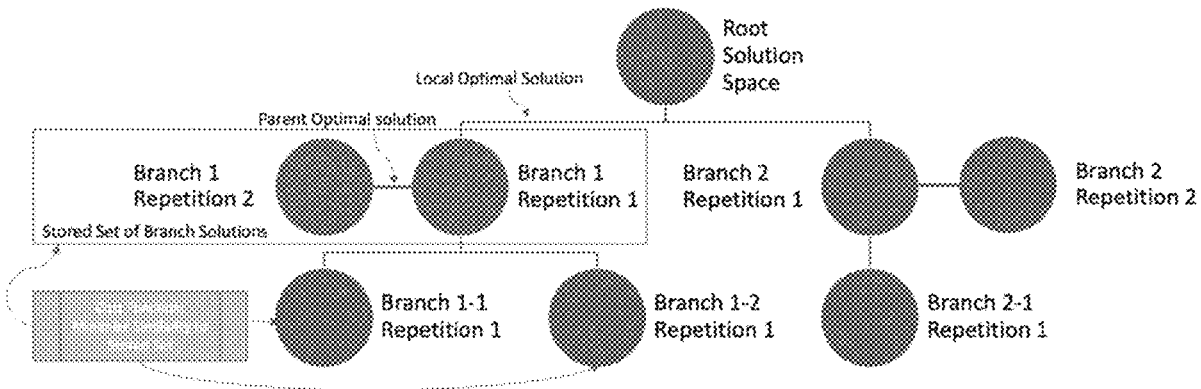 Root
Solution
Space
Local Optimal Solution
Parent Optimal solution
Branch 1
Repetition 2
Branch 1
Repetition 1
Branch 2
Repetition 1
Branch 2
Repetition 2
Stored Set of Branch Solutions
Branch 1-1
Repetition 1
Branch 1-2
Repetition 1
Branch 2-1
Repetition 1